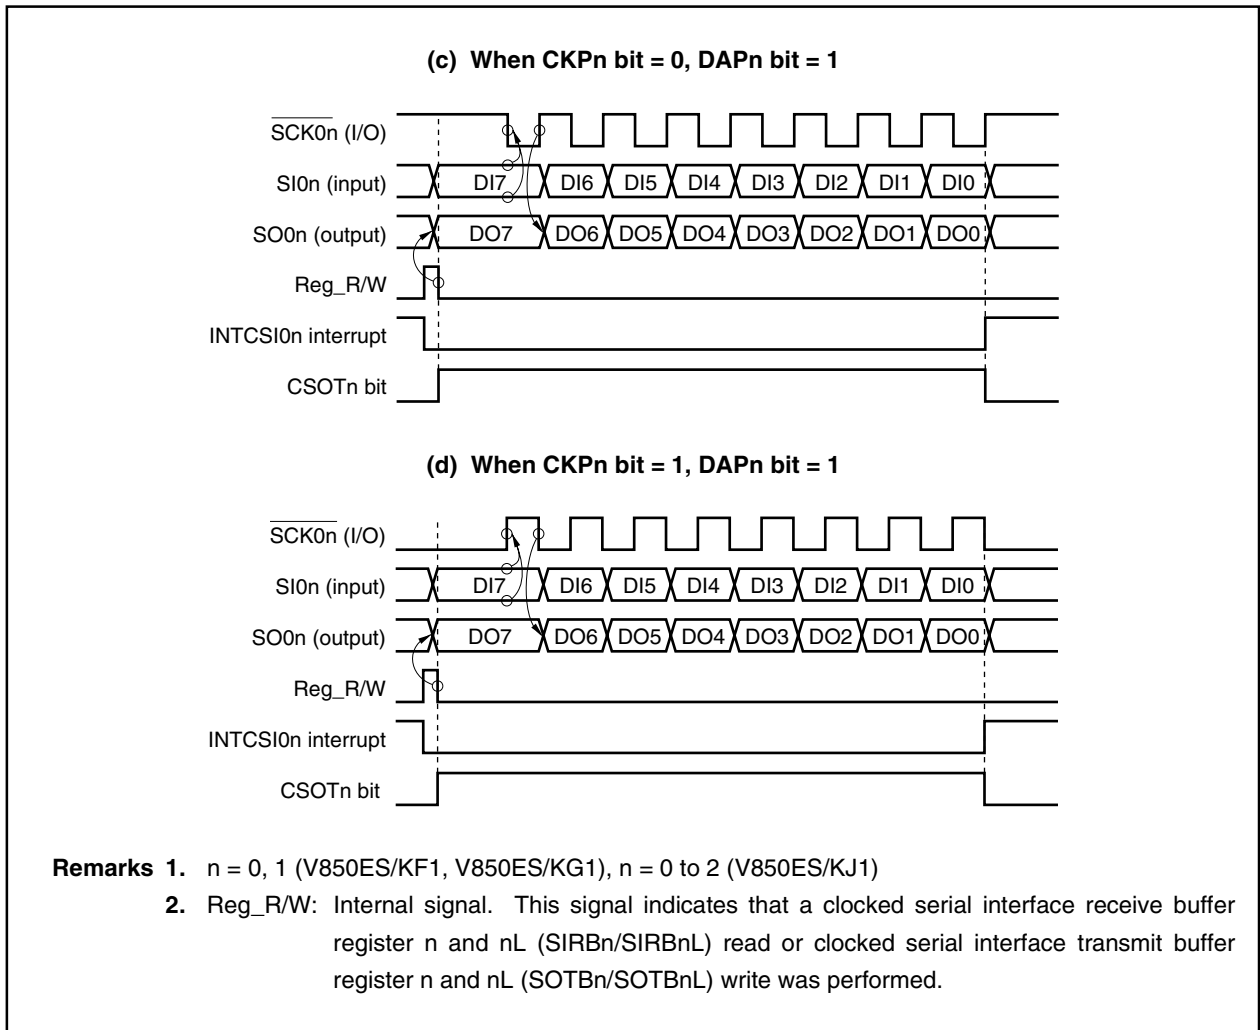 (c) When CKPn bit = 0, DAPn bit = 1
SCK0n (I/O)
SI0n (input) DI7 DI6 DI5 DI4 DI3 DI2 DI1 DI0
SO0n (output) DO7 DO6 DO5 DO4 DO3 DO2 DO1 DO0
Reg_R/W
INTCSI0n interrupt
CSOTn bit
(d) When CKPn bit = 1, DAPn bit = 1
SCK0n (I/O)
SI0n (input) DI7 DI6 DI5 DI4 DI3 DI2 DI1 DI0
SO0n (output) DO7 DO6 DO5 DO4 DO3 DO2 DO1 DO0
Reg_R/W
INTCSI0n interrupt
CSOTn bit
Remarks 1. n = 0, 1 (V850ES/KF1, V850ES/KG1), n = 0 to 2 (V850ES/KJ1)
2. Reg_R/W: Internal signal. This signal indicates that a clocked serial interface receive buffer
register n and nL (SIRBn/SIRBnL) read or clocked serial interface transmit buffer
register n and nL (SOTBn/SOTBnL) write was performed.